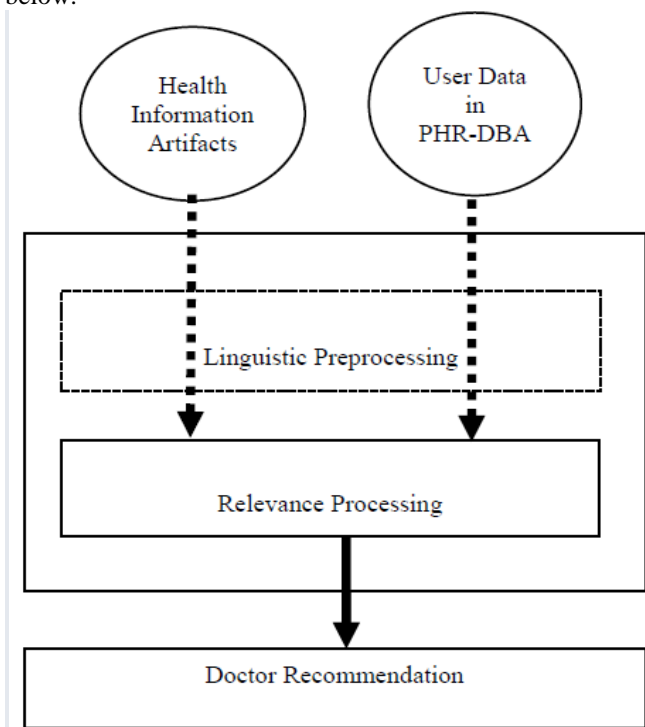 below.
Health
Information
Artifacts
User Data
in
PHR-DBA
Linguistic Preprocessing
Relevance Processing
Doctor Recommendation